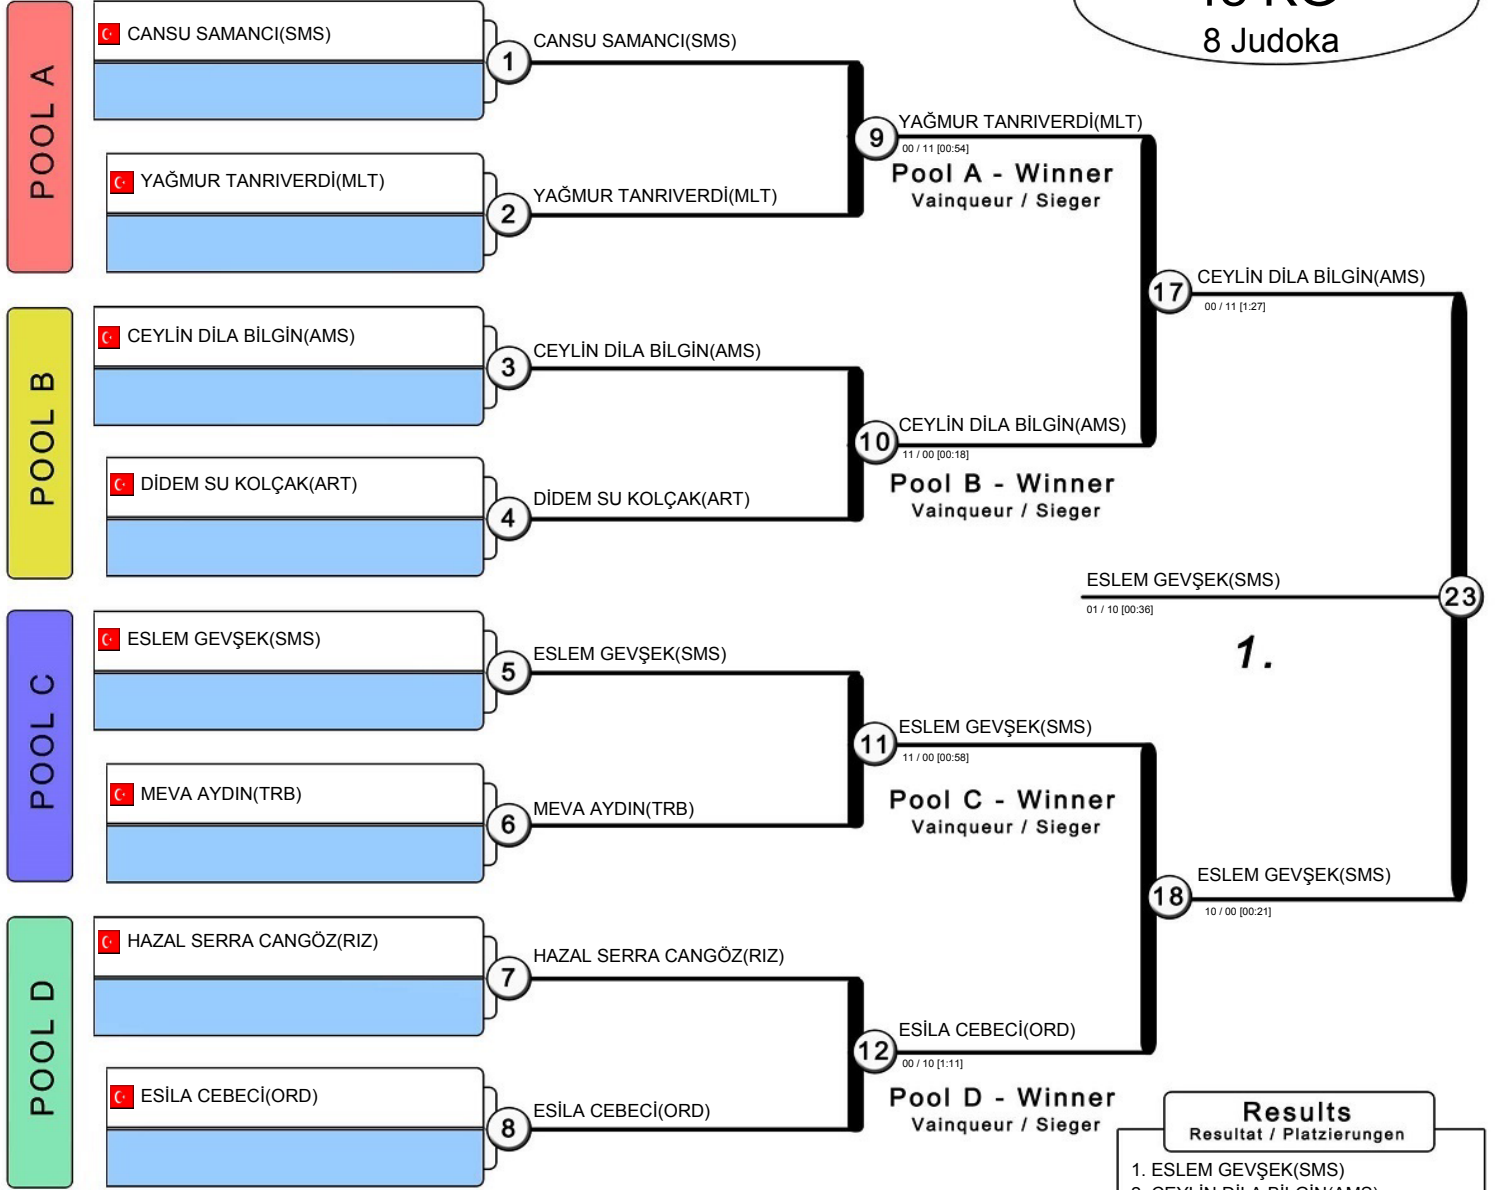 8 Judoka
POOL A
CANSU SAMANCI(SMS)
1
CANSU SAMANCI(SMS)
YAĞMUR TANRIVERDİ(MLT)
2
YAĞMUR TANRIVERDİ(MLT)
9
YAĞMUR TANRIVERDİ(MLT)
00 / 11 [00:54]
Pool A - Winner
Vainqueur / Sieger
POOL B
CEYLİN DİLA BİLGİN(AMS)
3
CEYLİN DİLA BİLGİN(AMS)
DİDEM SU KOLÇAK(ART)
4
DİDEM SU KOLÇAK(ART)
10
CEYLİN DİLA BİLGİN(AMS)
11 / 00 [00:18]
Pool B - Winner
Vainqueur / Sieger
17
CEYLİN DİLA BİLGİN(AMS)
00 / 11 [1:27]
POOL C
ESLEM GEVŞEK(SMS)
5
ESLEM GEVŞEK(SMS)
MEVA AYDIN(TRB)
6
MEVA AYDIN(TRB)
11
ESLEM GEVŞEK(SMS)
11 / 00 [00:58]
Pool C - Winner
Vainqueur / Sieger
POOL D
HAZAL SERRA CANGÖZ(RIZ)
7
HAZAL SERRA CANGÖZ(RIZ)
ESİLA CEBECİ(ORD)
8
ESİLA CEBECİ(ORD)
12
ESİLA CEBECİ(ORD)
00 / 10 [1:11]
Pool D - Winner
Vainqueur / Sieger
18
ESLEM GEVŞEK(SMS)
10 / 00 [00:21]
ESLEM GEVŞEK(SMS)
23
01 / 10 [00:36]
1.
Results
Resultat / Platzierungen
1. ESLEM GEVŞEK(SMS)
2. CEYLİN DİLA BİLGİN(AMS)